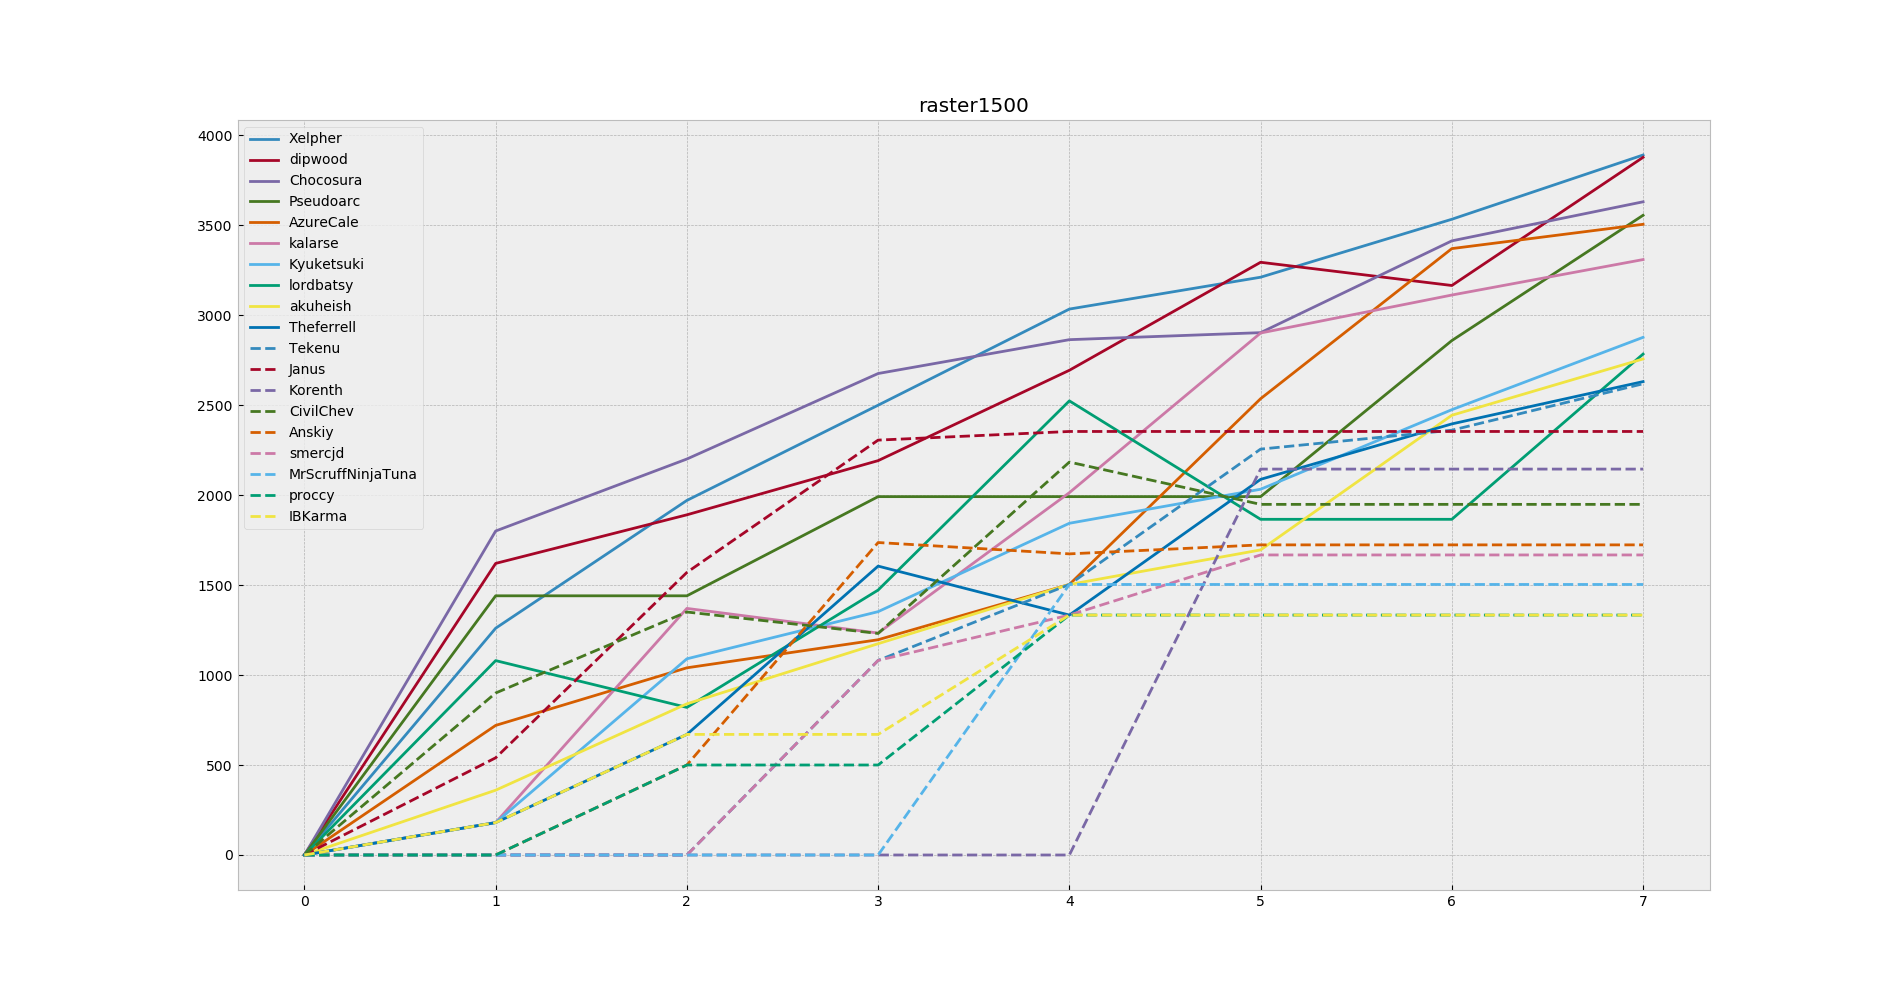 raster1500
Xelpher
dipwood
Chocosura
Pseudoarc
AzureCale
kalarse
Kyuketsuki
lordbatsy
akuheish
Theferrell
Tekenu
Janus
Korenth
CivilChev
Anskiy
smercjd
MrScruffNinjaTuna
proccy
IBKarma
4000
3500
3000
2500
2000
1500
1000
500
0
0 1 2 3 4 5 6 7